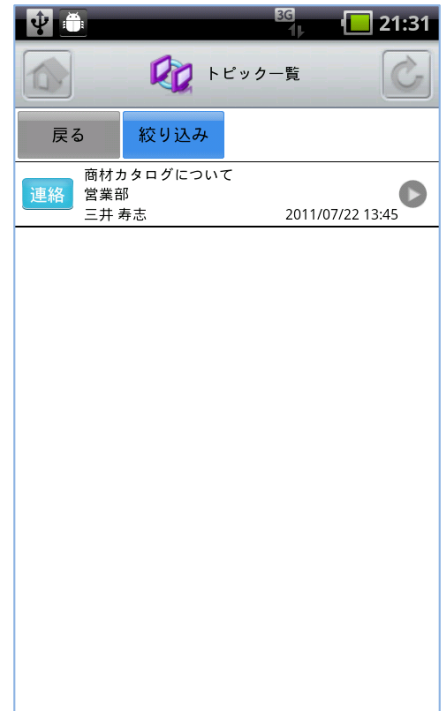 3G
21:31
トピック一覧
戻る
絞り込み
商材カタログについて
連絡
営業部
三井 寿志
2011/07/22 13:45